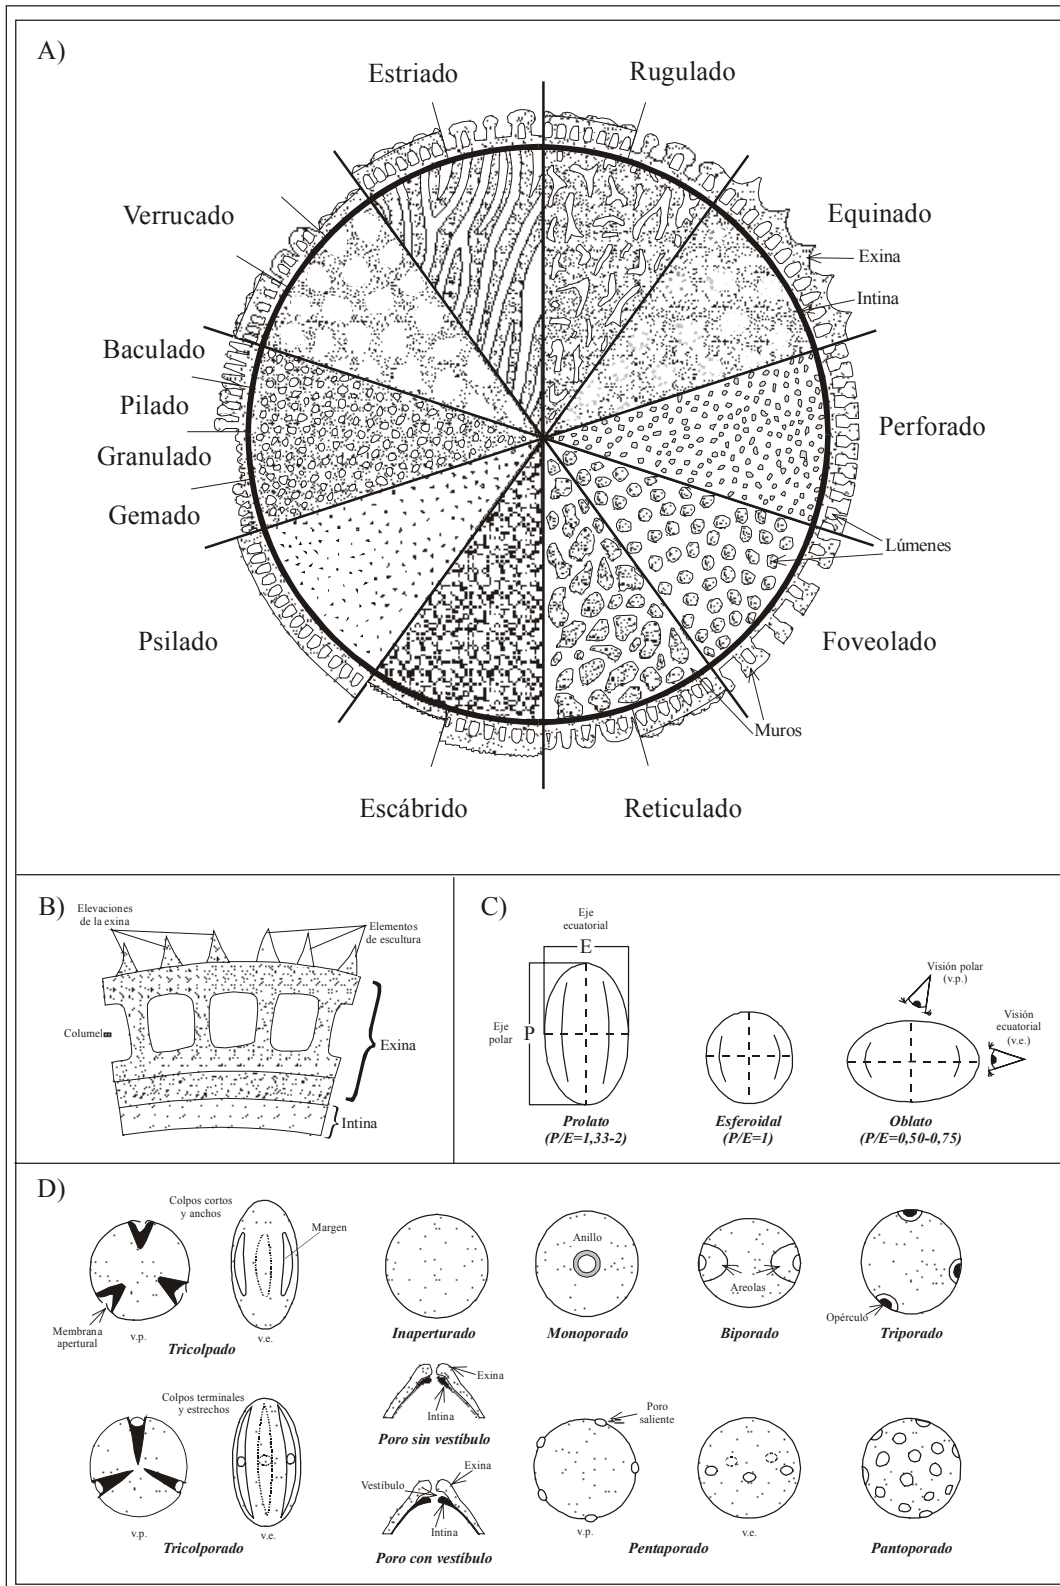 A)
Estriado
Rugulado
Verrucado
Equinado
Exina
Intina
Baculado
Pilado
Perforado
Granulado
Gemado
Lúmenes
Psilado
Foveolado
Muros
Escábrido
Reticulado
B)
Elevaciones
de la exina
Elementos
de escultura
Columel
Exina
Intina
C)
Eje
ecuatorial
E
Eje
polar
P
Visión polar
(v.p.)
Visión
ecuatorial
(v.e.)
Prolato
(P/E=1,33-2)
Esferoidal
(P/E=1)
Oblato
(P/E=0,50-0,75)
D)
Colpos cortos
y anchos
Margen
Membrana
apertural
v.p.
v.e.
Tricolpado
Inaperturado
Anillo
Monoporado
Areolas
Biporado
Opérculo
Triporado
Colpos terminales
y estrechos
v.p.
v.e.
Tricolporado
Exina
Intina
Poro sin vestíbulo
Vestíbulo
Exina
Intina
Poro con vestíbulo
Poro
saliente
v.p.
v.e.
Pentaporado
Pantoporado